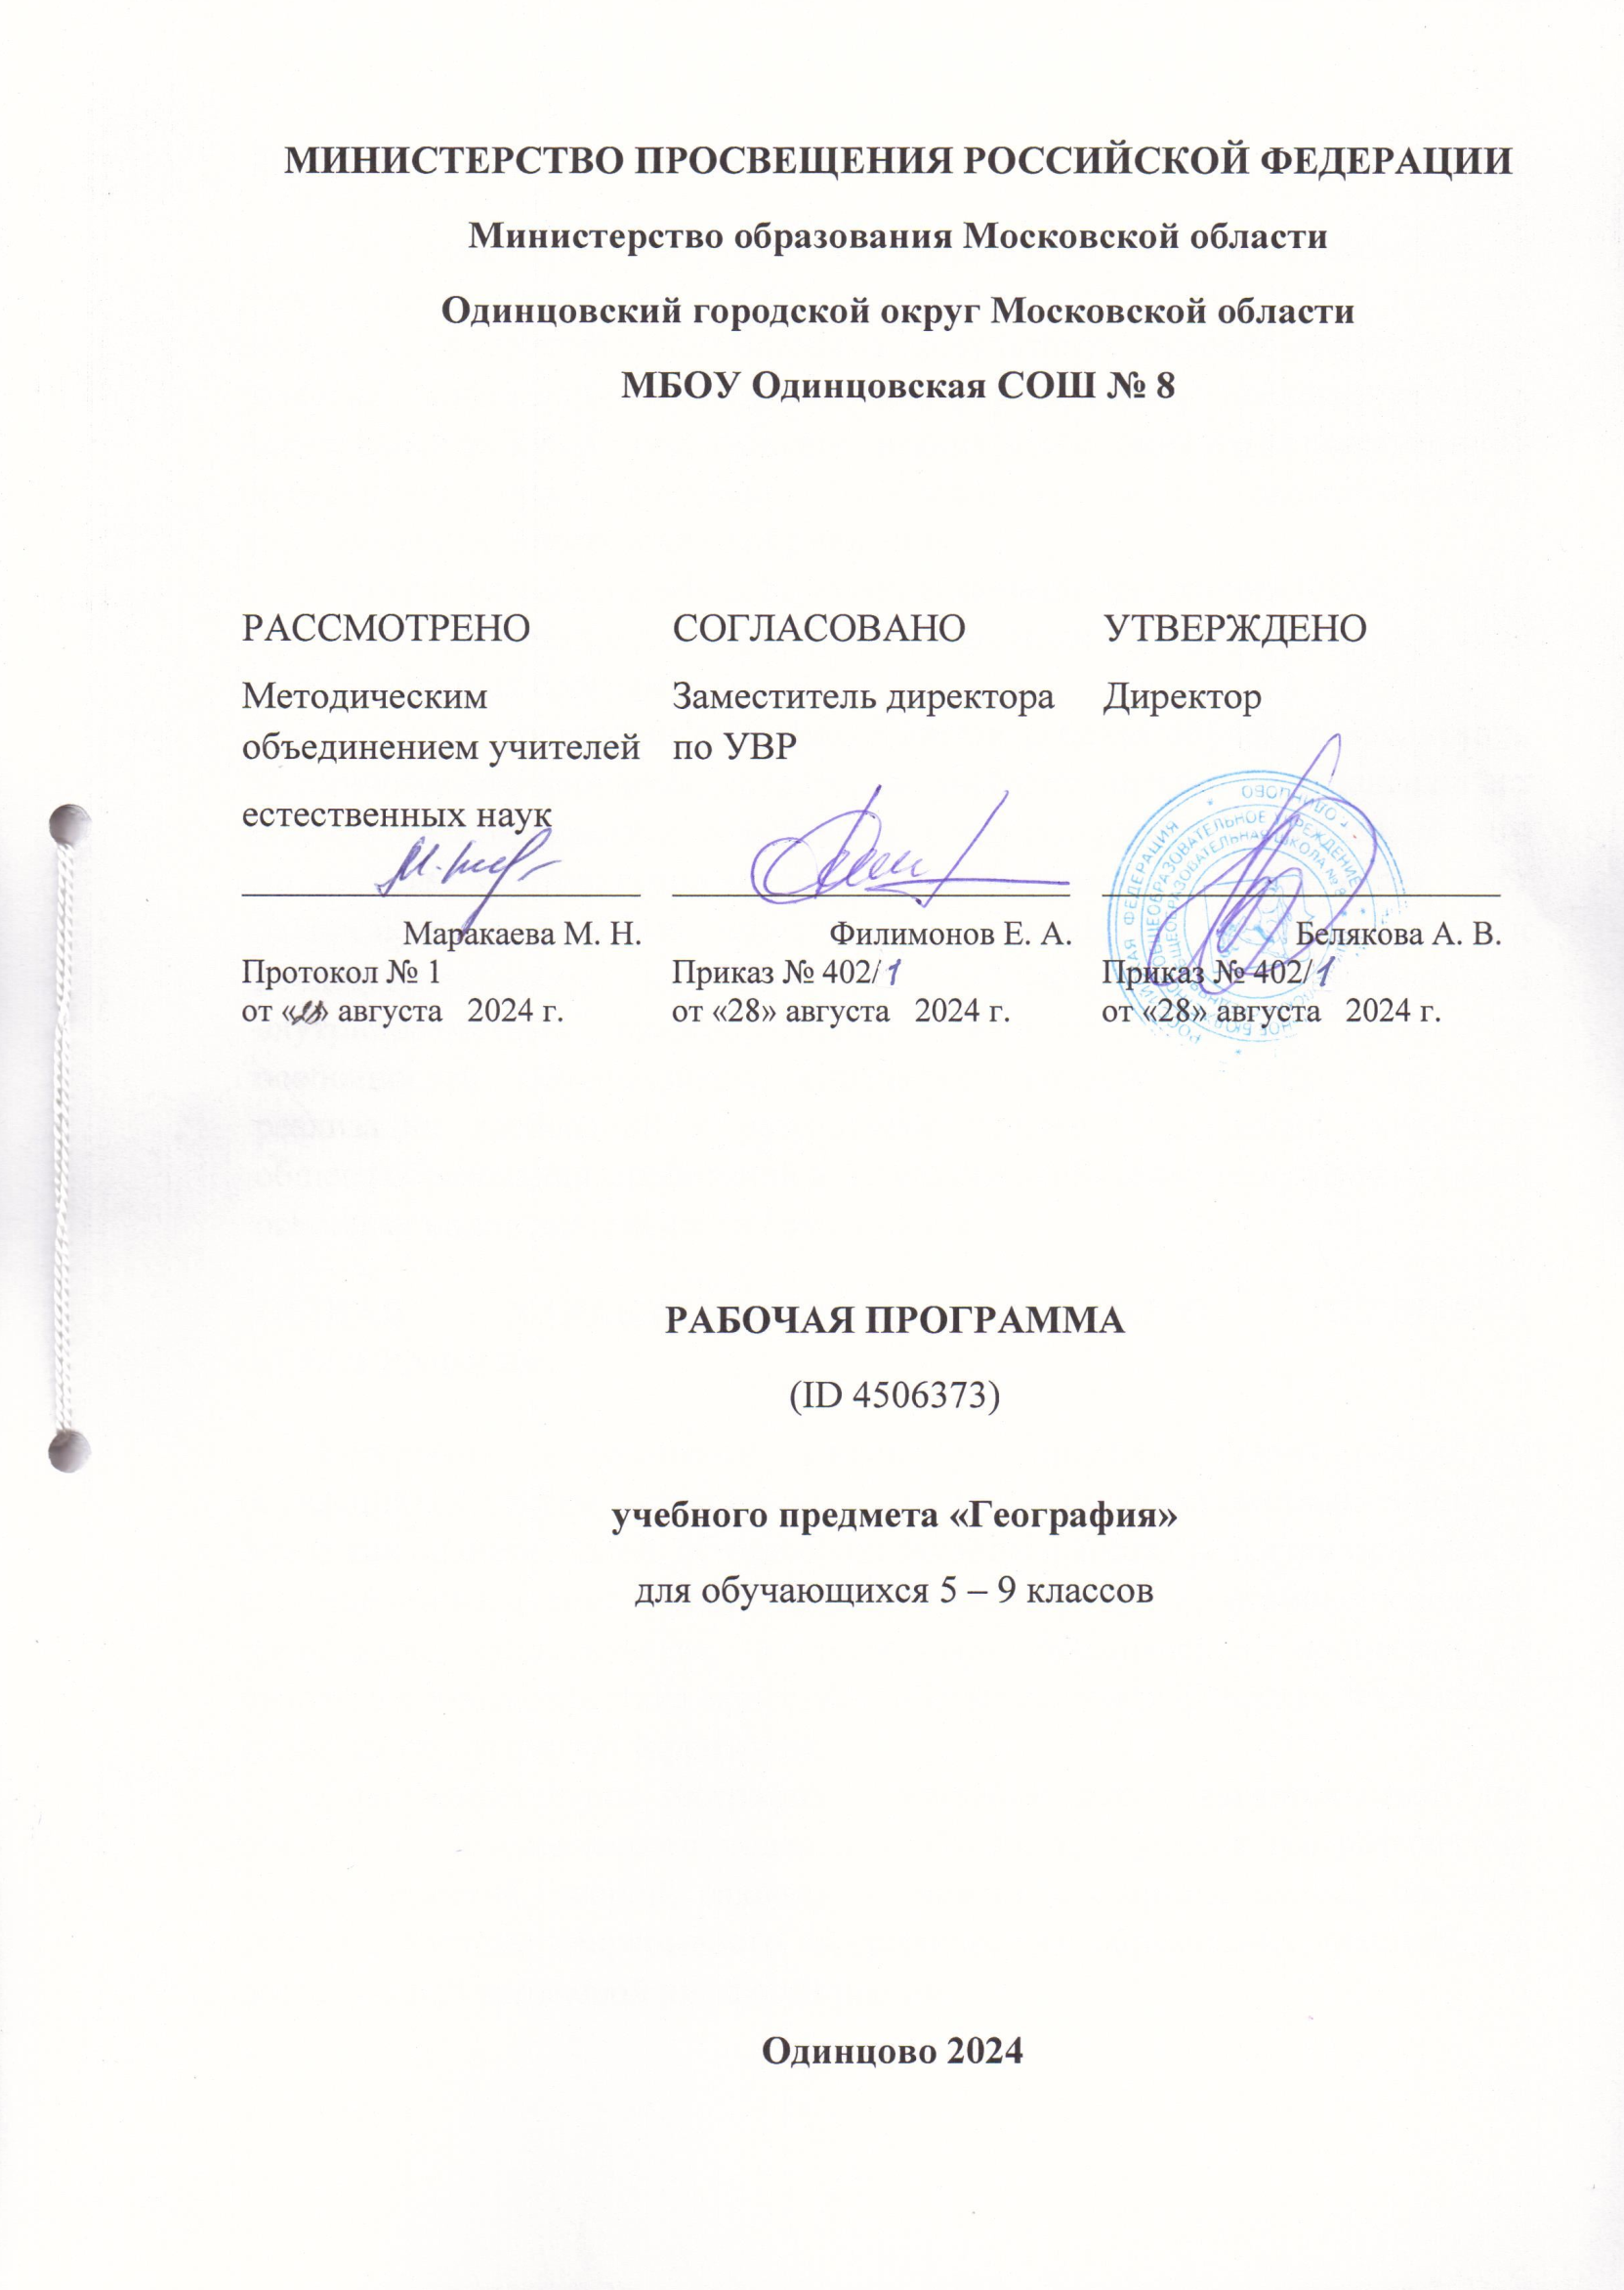 МИНИСТЕРСТВО ПРОСВЕЩЕНИЯ РОССИЙСКОЙ ФЕДЕРАЦИИ
Министерство образования Московской области
Одинцовский городской округ Московской области
МБОУ Одинцовская СОШ № 8
РАССМОТРЕНО
Методическим
объединением учителей
естественных наук
Маракаева М. Н.
Протокол № 1
от «» августа 2024 г.
СОГЛАСОВАНО
Заместитель директора
по УВР
Филимонов Е. А.
Приказ № 402/1
от «28» августа 2024 г.
УТВЕРЖДЕНО
Директор
Белякова А. В.
Приказ № 402/1
от «28» августа 2024 г.
РАБОЧАЯ ПРОГРАММА
(ID 4506373)
учебного предмета «География»
для обучающихся 5 – 9 классов
Одинцово 2024